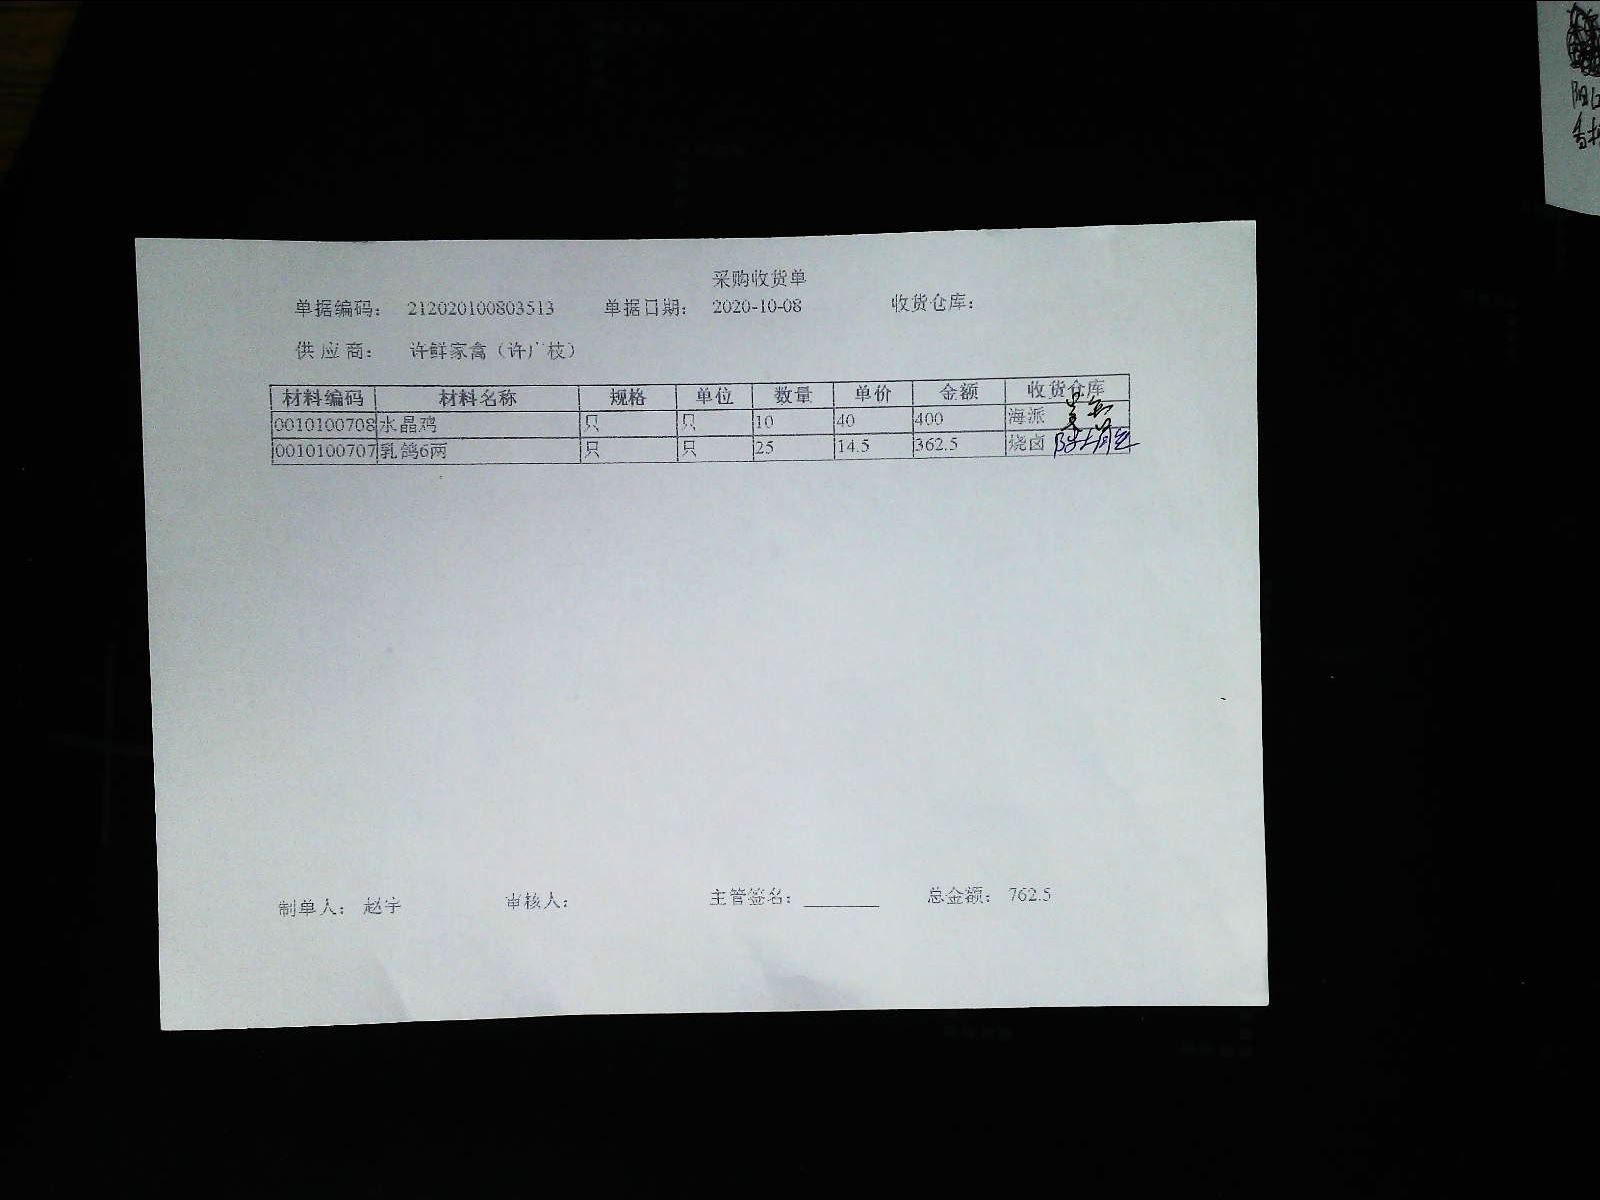 采购收货单
单据编码： 212020100803513 单据日期： 2020-10-08 收货仓库：
供应商： 许鲜家禽（许广枝）
材料编码 材料名称 规格 单位 数量 单价 金额 收货仓库
0010100708 水晶鸡 只 只 10 40 400 海派
0010100707 乳鸽6两 只 只 25 14.5 362.5 烧卤
制单人： 赵宇 审核人： 主管签名： 总金额： 762.5